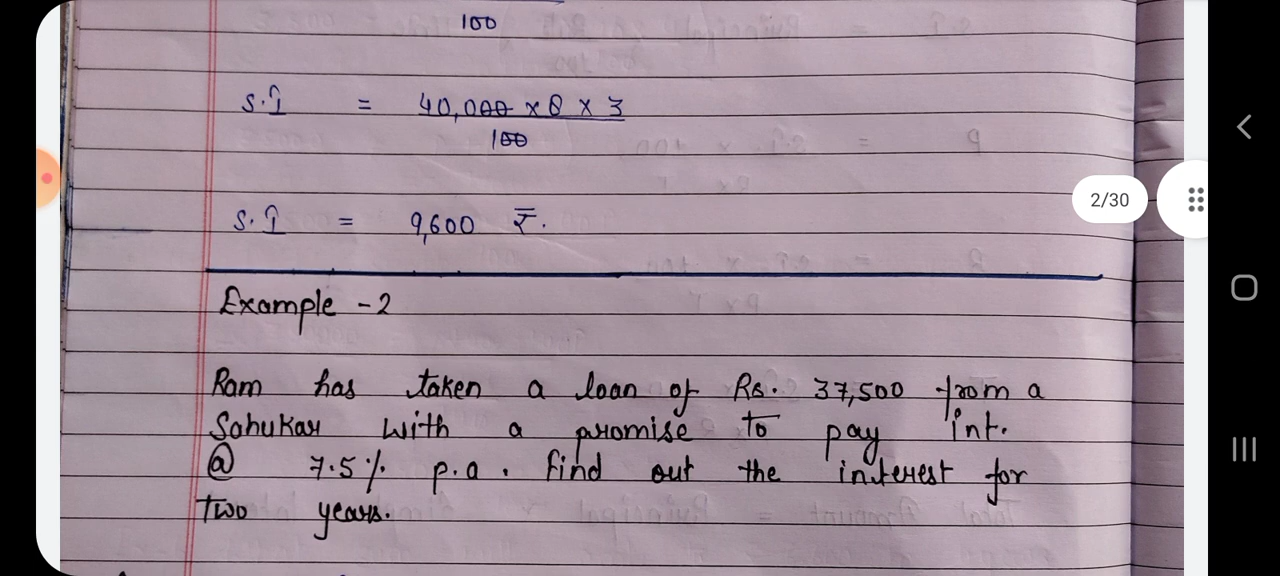 100
S.I = 40,000 × 8 × 3
100
S.I = 9,600 ₹.
2/30
Example - 2
Ram has taken a loan of Rs. 37,500 from a
Sahukar with a promise to pay int.
@ 7.5% p.a. find out the interest for
Two years.